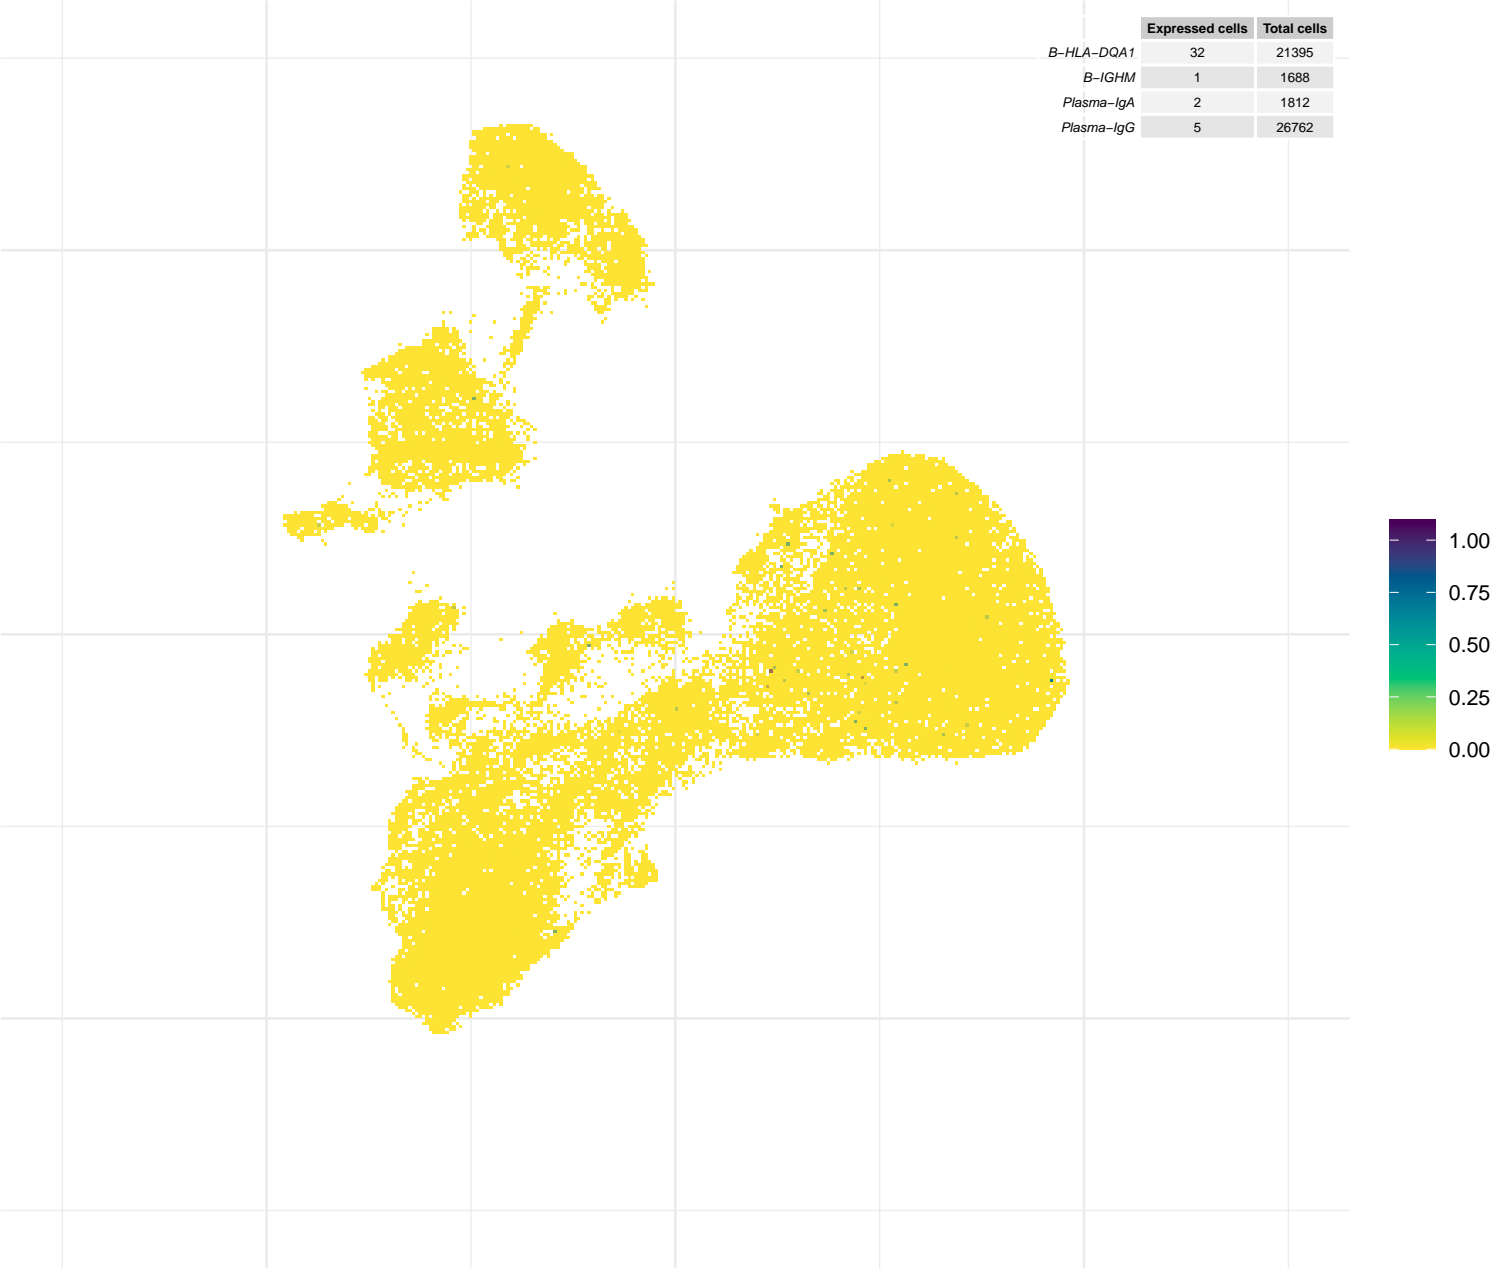 Expressed cells Total cells
B−HLA−DQA1 32 21395
B−IGHM 1 1688
Plasma−IgA 2 1812
Plasma−IgG 5 26762
1.00
0.75
0.50
0.25
0.00